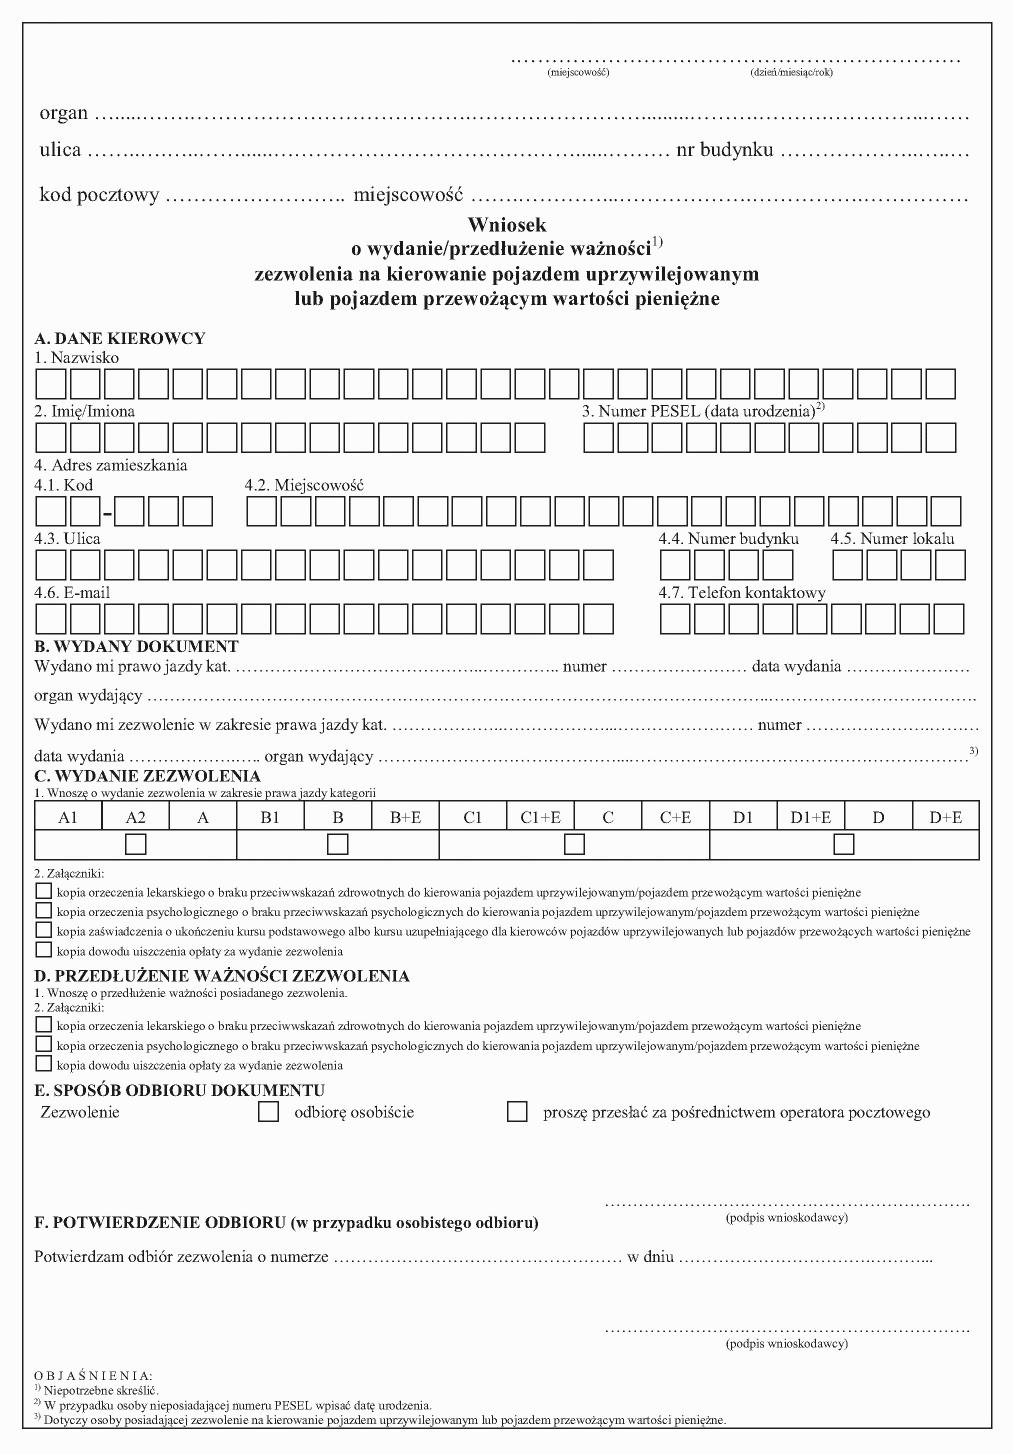 (miejscowość) (dzień/miesiąc/rok)
organ
ulica nr budynku
kod pocztowy miejscowość
Wniosek
o wydanie/przedłużenie ważności1)
zezwolenia na kierowanie pojazdem uprzywilejowanym
lub pojazdem przewożącym wartości pieniężne
A. DANE KIEROWCY
1. Nazwisko
2. Imię/Imiona 3. Numer PESEL (data urodzenia)2)
4. Adres zamieszkania
4.1. Kod 4.2. Miejscowość
-
4.3. Ulica 4.4. Numer budynku 4.5. Numer lokalu
4.6. E-mail 4.7. Telefon kontaktowy
B. WYDANY DOKUMENT
Wydano mi prawo jazdy kat. numer data wydania
organ wydający
Wydano mi zezwolenie w zakresie prawa jazdy kat. numer
data wydania organ wydający 3)
C. WYDANIE ZEZWOLENIA
1. Wnoszę o wydanie zezwolenia w zakresie prawa jazdy kategorii
A1 A2 A B1 B B+E C1 C1+E C C+E D1 D1+E D D+E
2. Załączniki:
kopia orzeczenia lekarskiego o braku przeciwwskazań zdrowotnych do kierowania pojazdem uprzywilejowanym/pojazdem przewożącym wartości pieniężne
kopia orzeczenia psychologicznego o braku przeciwwskazań psychologicznych do kierowania pojazdem uprzywilejowanym/pojazdem przewożącym wartości pieniężne
kopia zaświadczenia o ukończeniu kursu podstawowego albo kursu uzupełniającego dla kierowców pojazdów uprzywilejowanych lub pojazdów przewożących wartości pieniężne
kopia dowodu uiszczenia opłaty za wydanie zezwolenia
D. PRZEDŁUŻENIE WAŻNOŚCI ZEZWOLENIA
1. Wnoszę o przedłużenie ważności posiadanego zezwolenia.
2. Załączniki:
kopia orzeczenia lekarskiego o braku przeciwwskazań zdrowotnych do kierowania pojazdem uprzywilejowanym/pojazdem przewożącym wartości pieniężne
kopia orzeczenia psychologicznego o braku przeciwwskazań psychologicznych do kierowania pojazdem uprzywilejowanym/pojazdem przewożącym wartości pieniężne
kopia dowodu uiszczenia opłaty za wydanie zezwolenia
E. SPOSÓB ODBIORU DOKUMENTU
Zezwolenie odbiorę osobiście proszę przesłać za pośrednictwem operatora pocztowego
(podpis wnioskodawcy)
F. POTWIERDZENIE ODBIORU (w przypadku osobistego odbioru)
Potwierdzam odbiór zezwolenia o numerze w dniu
(podpis wnioskodawcy)
OBJAŚNIENIA:
1) Niepotrzebne skreślić.
2) W przypadku osoby nieposiadającej numeru PESEL wpisać datę urodzenia.
3) Dotyczy osoby posiadającej zezwolenie na kierowanie pojazdem uprzywilejowanym lub pojazdem przewożącym wartości pieniężne.